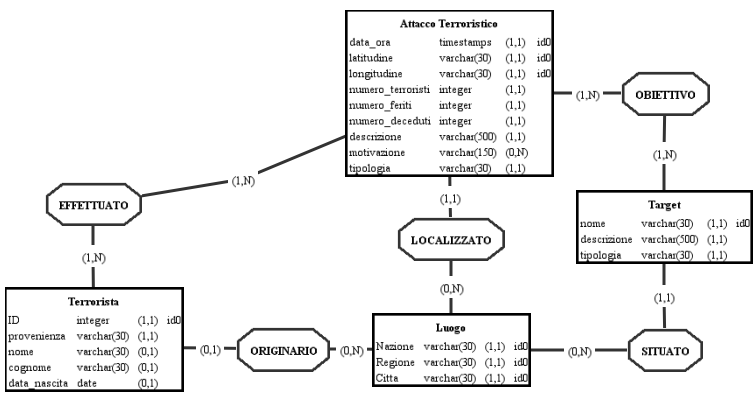 Attacco Terroristico
data_ora timestamps (1,1) id0
latitudine varchar(30) (1,1) id0
longitudine varchar(30) (1,1) id0
numero_terroristi integer (1,1)
numero_feriti integer (1,1)
numero_deceduti integer (1,1)
descrizione varchar(500) (1,1)
motivazione varchar(150) (0,N)
tipologia varchar(30) (1,1)
(1,N)
OBIETTIVO
(1,N)
(1,N)
EFFETTUATO
(1,N)
(1,1)
LOCALIZZATO
(0,N)
Target
nome varchar(30) (1,1) id0
descrizione varchar(500) (1,1)
tipologia varchar(30) (1,1)
(1,1)
Terrorista
ID integer (1,1) id0
provenienza varchar(30) (1,1)
nome varchar(30) (0,1)
cognome varchar(30) (0,1)
data_nascita date (0,1)
(0,1)
ORIGINARIO
(0,N)
Luogo
Nazione varchar(30) (1,1) id0
Regione varchar(30) (1,1) id0
Citta varchar(30) (1,1) id0
(0,N)
SITUATO